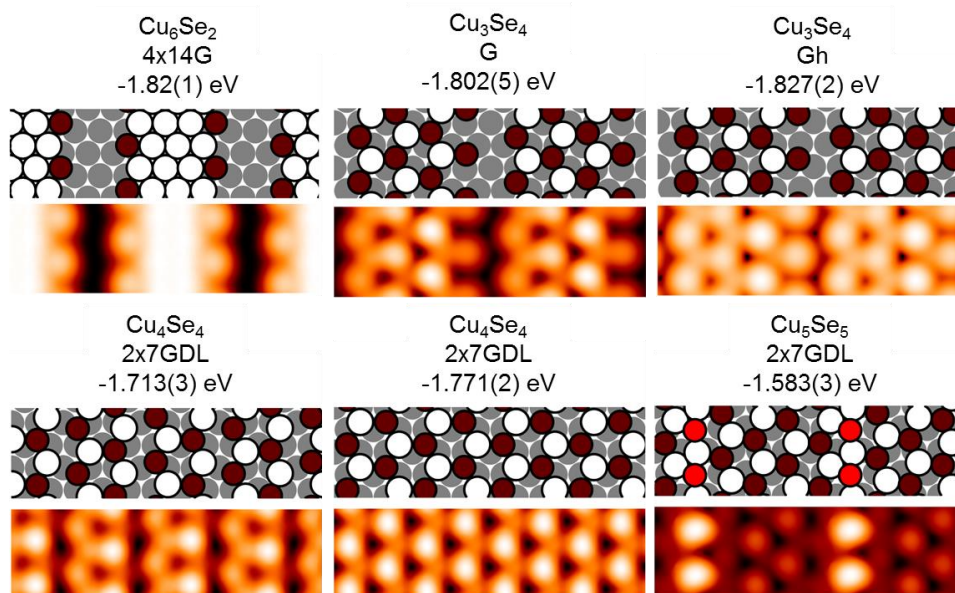 Cu₆Se₂
4x14G
-1.82(1) eV
Cu₃Se₄
G
-1.802(5) eV
Cu₃Se₄
Gh
-1.827(2) eV
Cu₄Se₄
2x7GDL
-1.713(3) eV
Cu₄Se₄
2x7GDL
-1.771(2) eV
Cu₅Se₅
2x7GDL
-1.583(3) eV